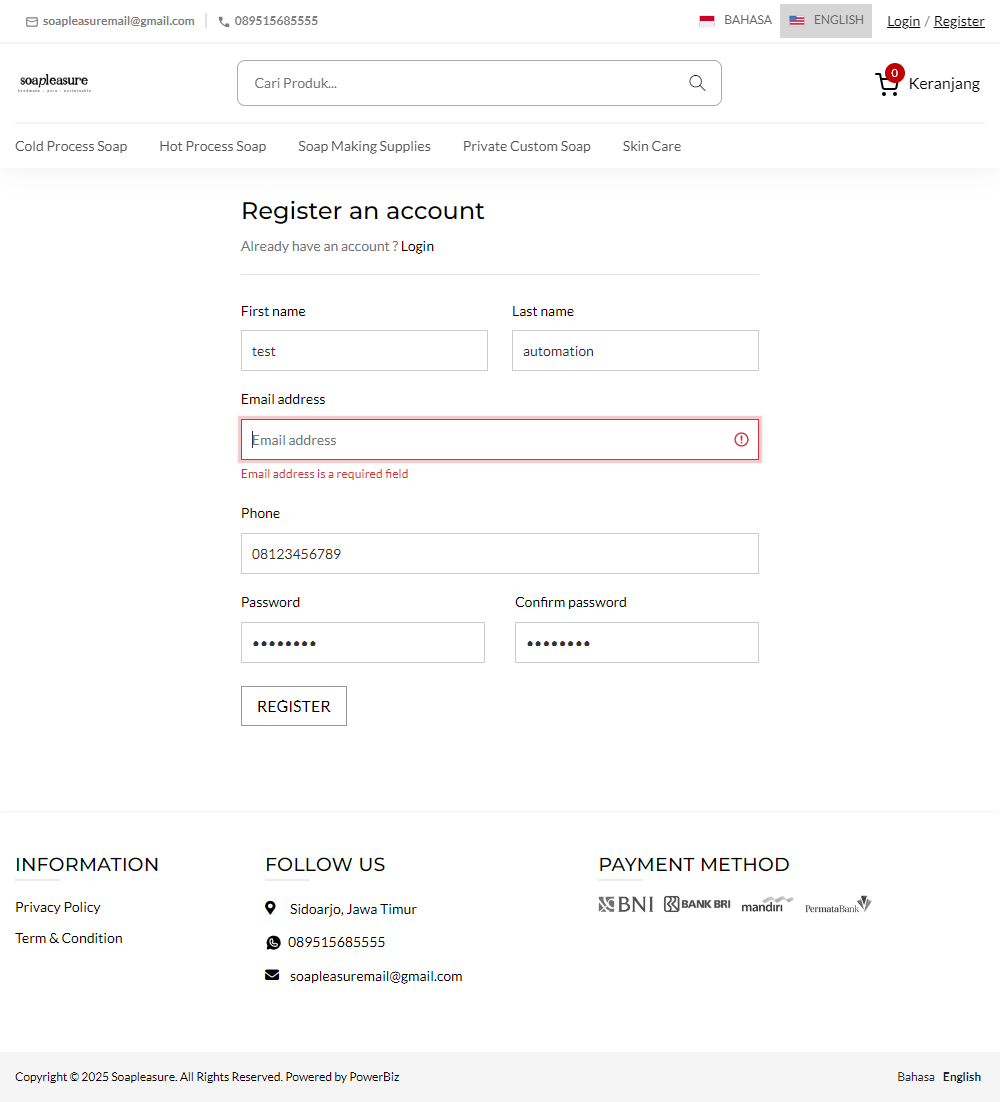 soapleasuremail@gmail.com 089515685555 BAHASA ENGLISH Login / Register
soapleasure
Cari Produk...
0
Keranjang
Cold Process Soap Hot Process Soap Soap Making Supplies Private Custom Soap Skin Care
Register an account
Already have an account ? Login
First name Last name
test automation
Email address
Email address
Email address is a required field
Phone
08123456789
Password Confirm password
REGISTER
INFORMATION FOLLOW US PAYMENT METHOD
Privacy Policy Sidoarjo, Jawa Timur BNI BANK BRI mandiri PermataBank
Term & Condition 089515685555
soapleasuremail@gmail.com
Copyright © 2025 Soapleasure. All Rights Reserved. Powered by PowerBiz Bahasa English